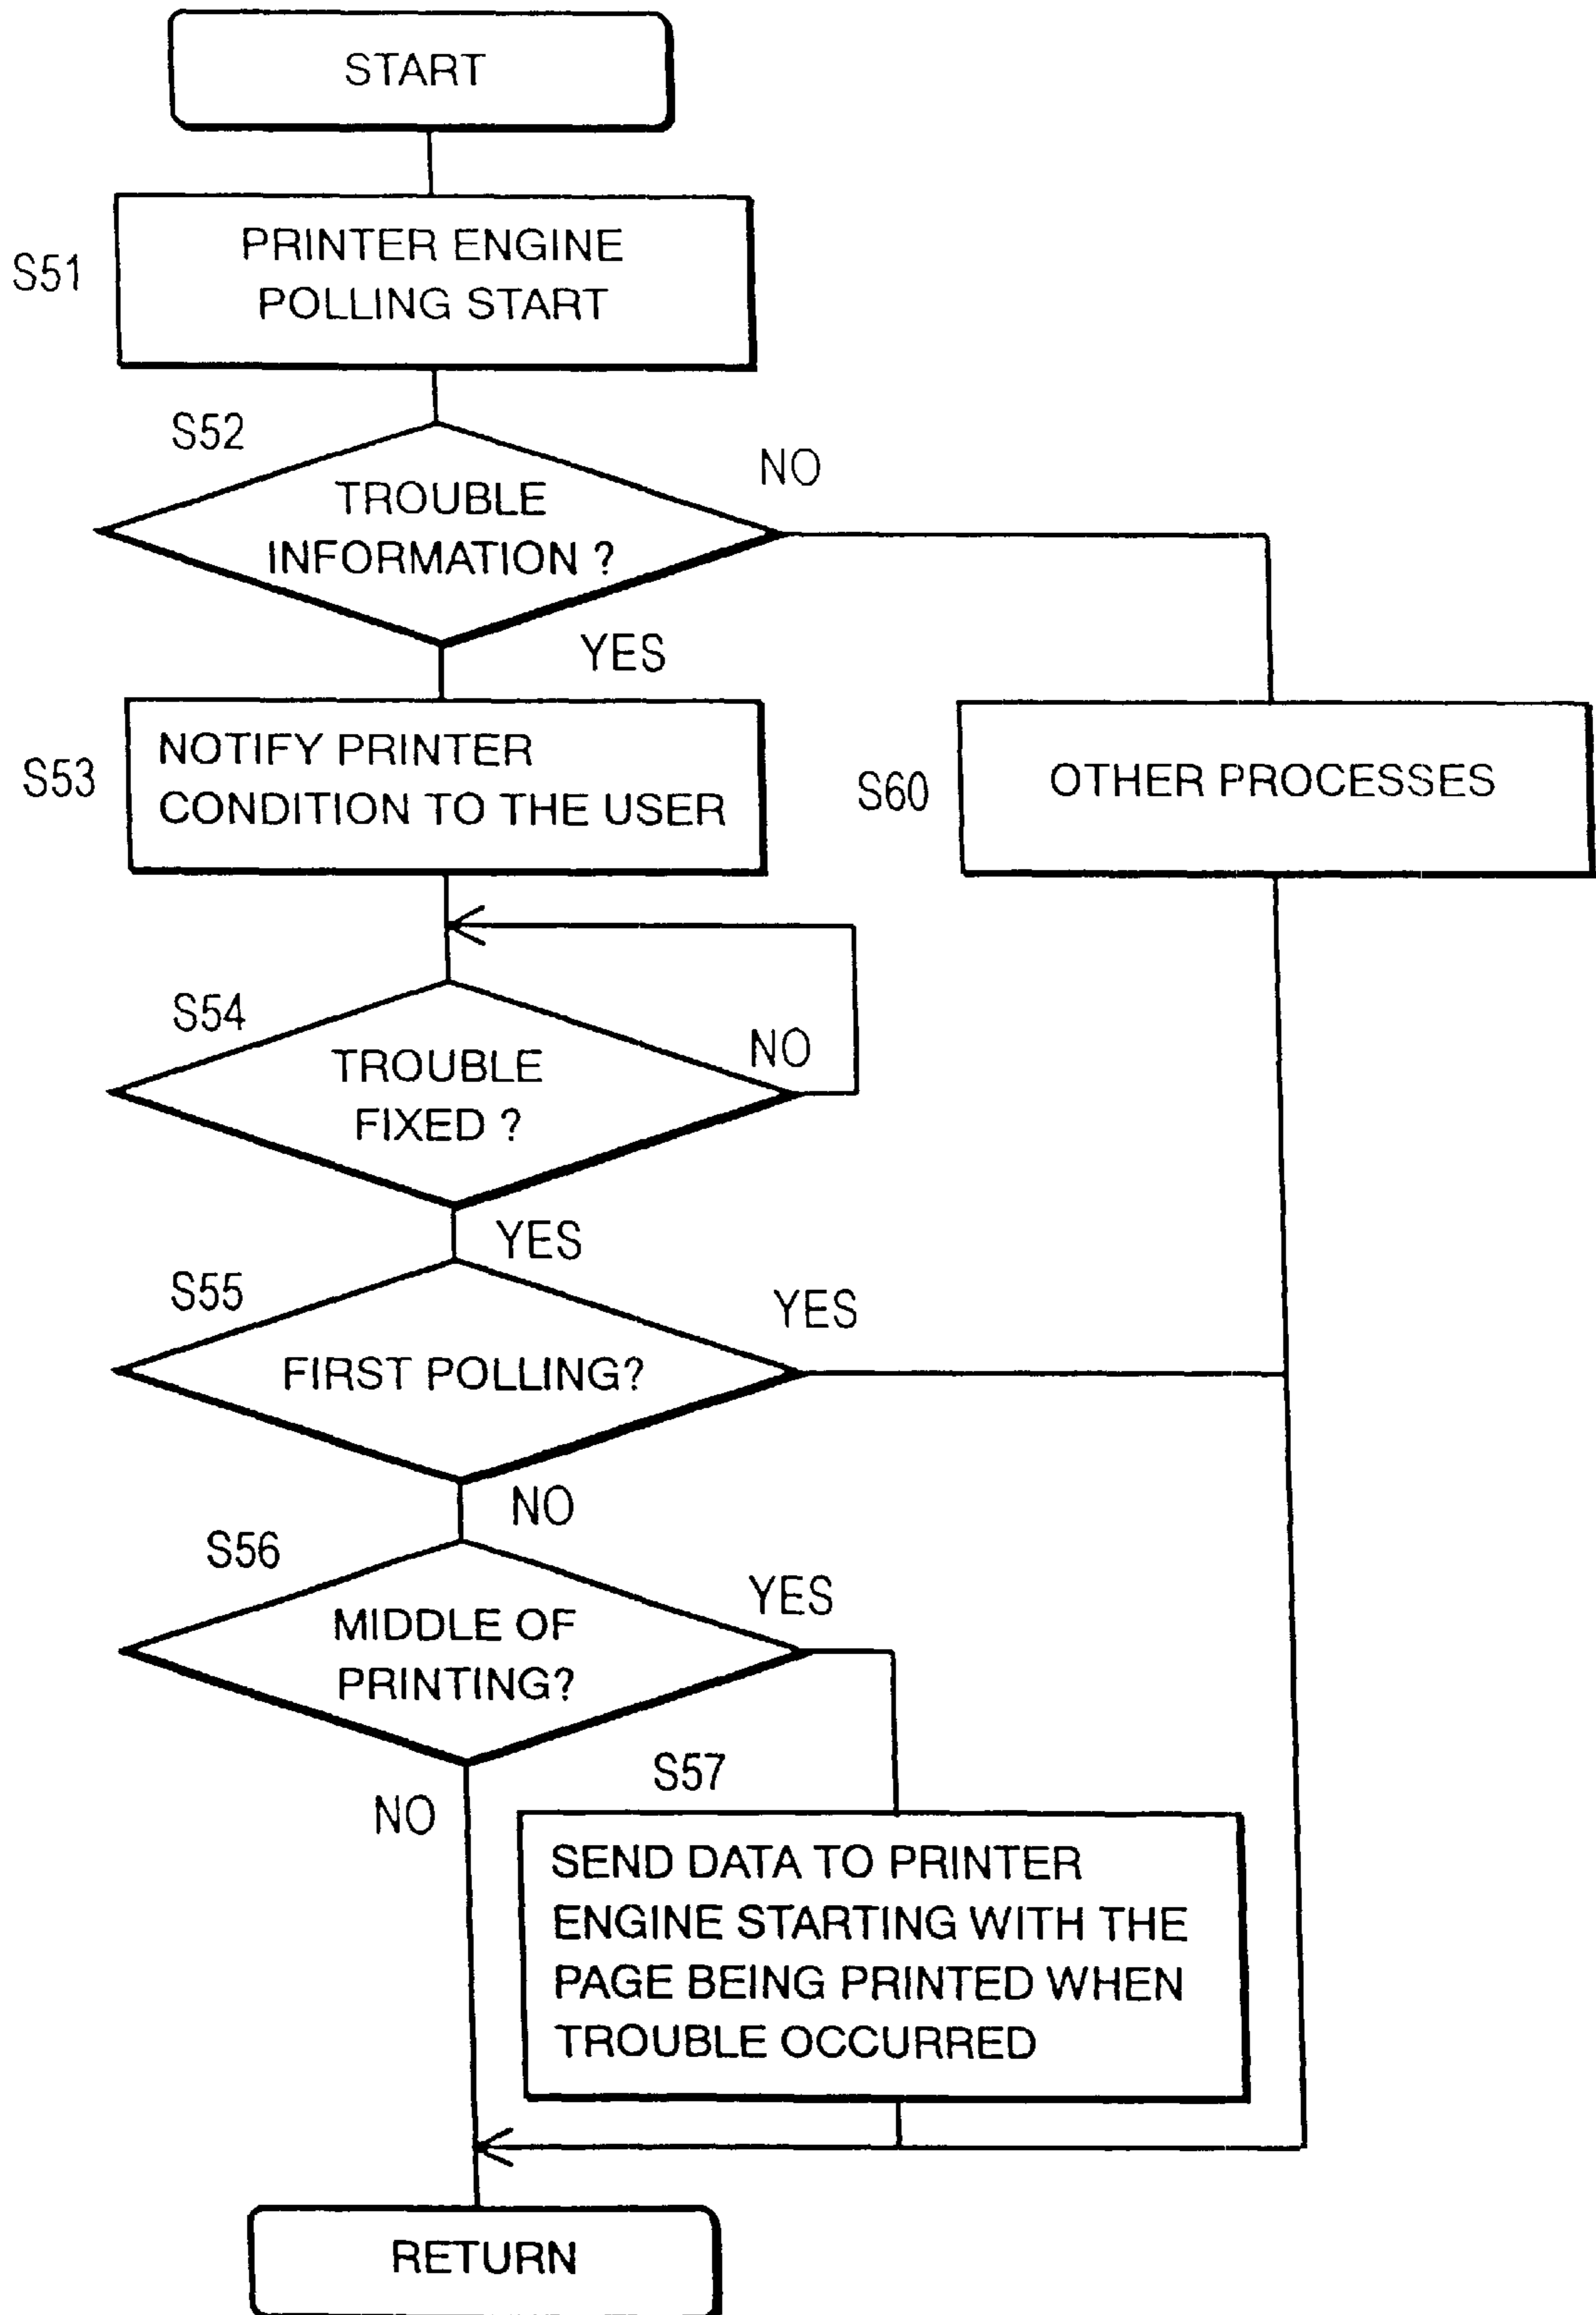 START
S51
PRINTER ENGINE
POLLING START
S52
NO
TROUBLE
INFORMATION ?
YES
S53
NOTIFY PRINTER
CONDITION TO THE USER
S60
OTHER PROCESSES
S54
NO
TROUBLE
FIXED ?
YES
S55
YES
FIRST POLLING?
NO
S56
YES
MIDDLE OF
PRINTING?
NO
S57
SEND DATA TO PRINTER
ENGINE STARTING WITH THE
PAGE BEING PRINTED WHEN
TROUBLE OCCURRED
RETURN